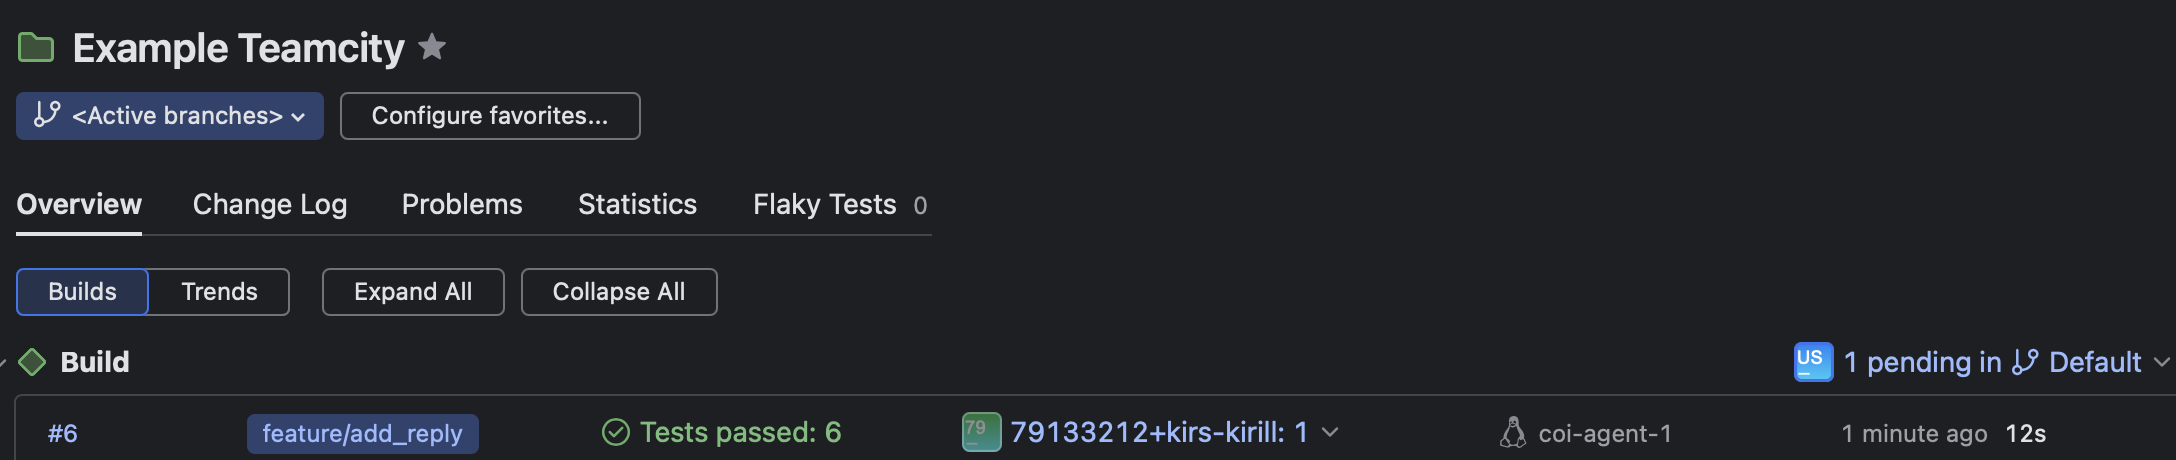 Example Teamcity
<Active branches> Configure favorites...
Overview Change Log Problems Statistics Flaky Tests 0
Builds Trends Expand All Collapse All
Build US 1 pending in Default
#6 feature/add_reply Tests passed: 6 79 79133212+kirs-kirill: 1 coi-agent-1 1 minute ago 12s